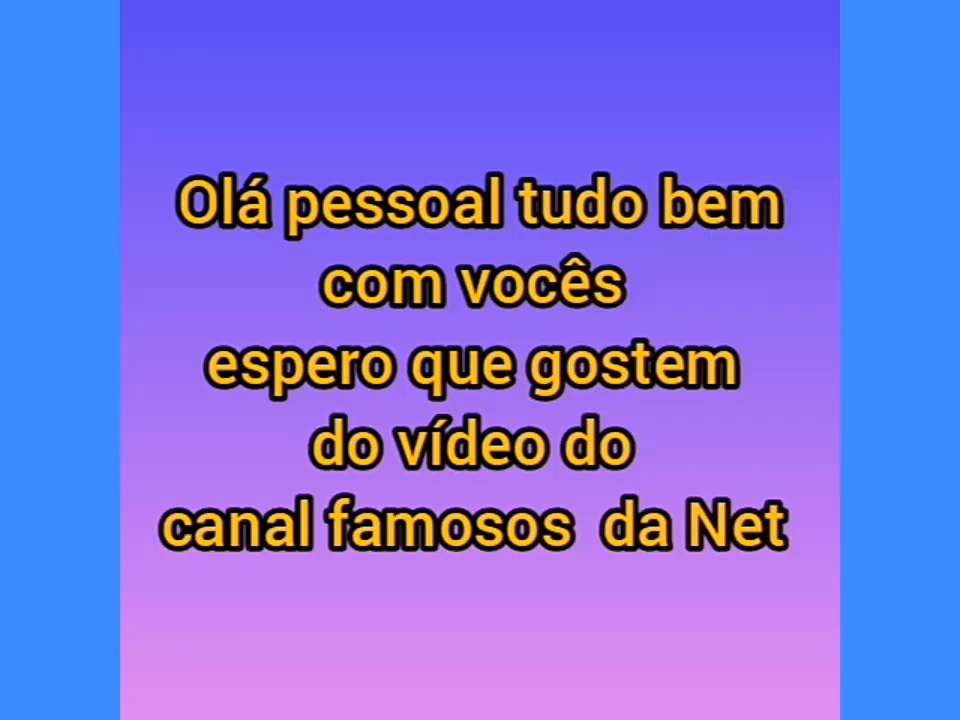 Olá pessoal tudo bem
com vocês
espero que gostem
do vídeo do
canal famosos da Net